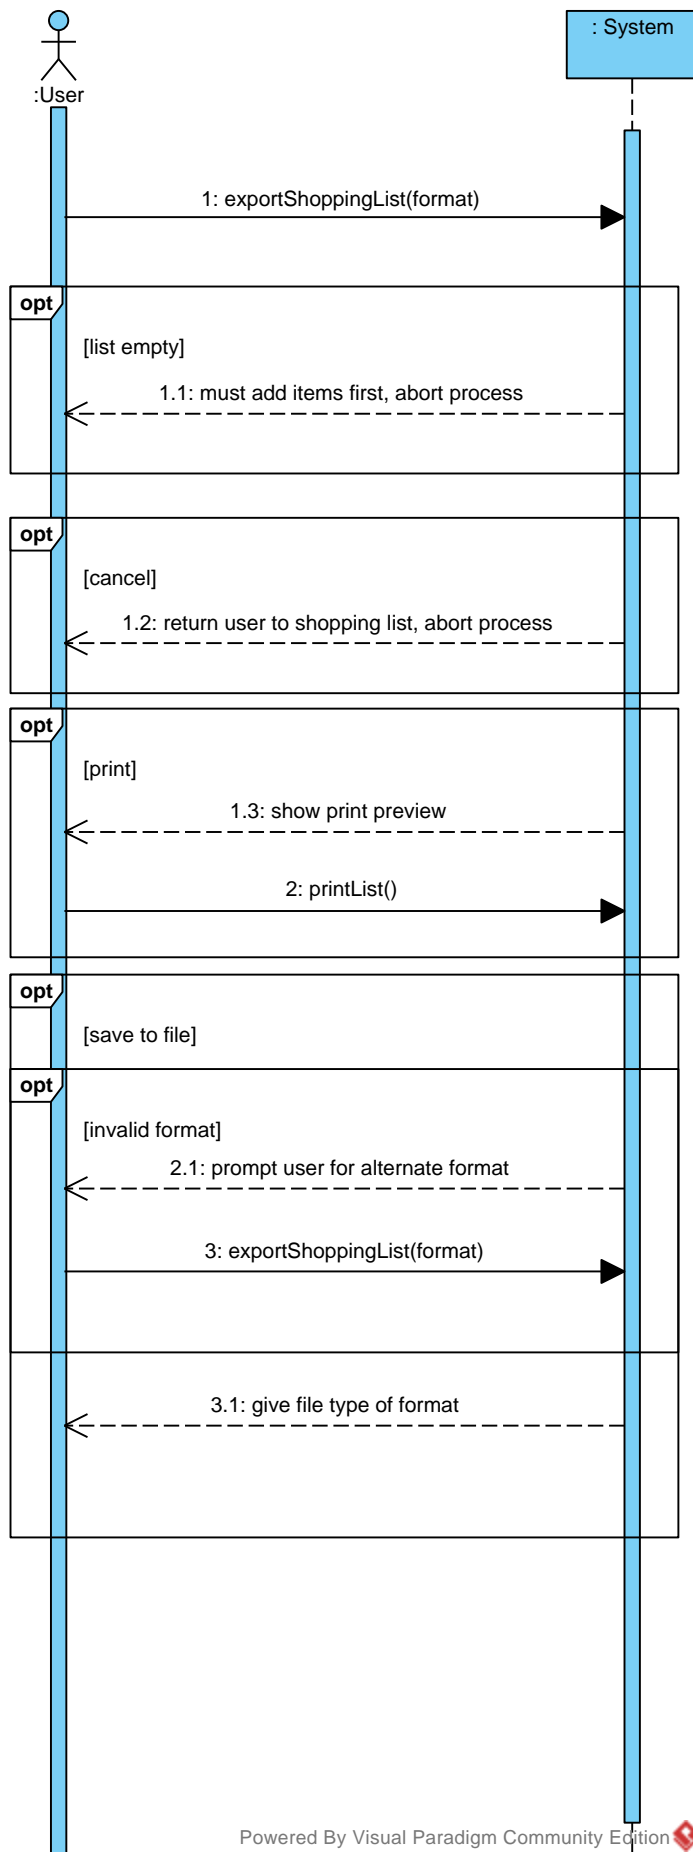 : System
:User
1: exportShoppingList(format)
opt
[list empty]
1.1: must add items first, abort process
opt
[cancel]
1.2: return user to shopping list, abort process
opt
[print]
1.3: show print preview
2: printList()
opt
[save to file]
opt
[invalid format]
2.1: prompt user for alternate format
3: exportShoppingList(format)
3.1: give file type of format
Powered By Visual Paradigm Community Edition